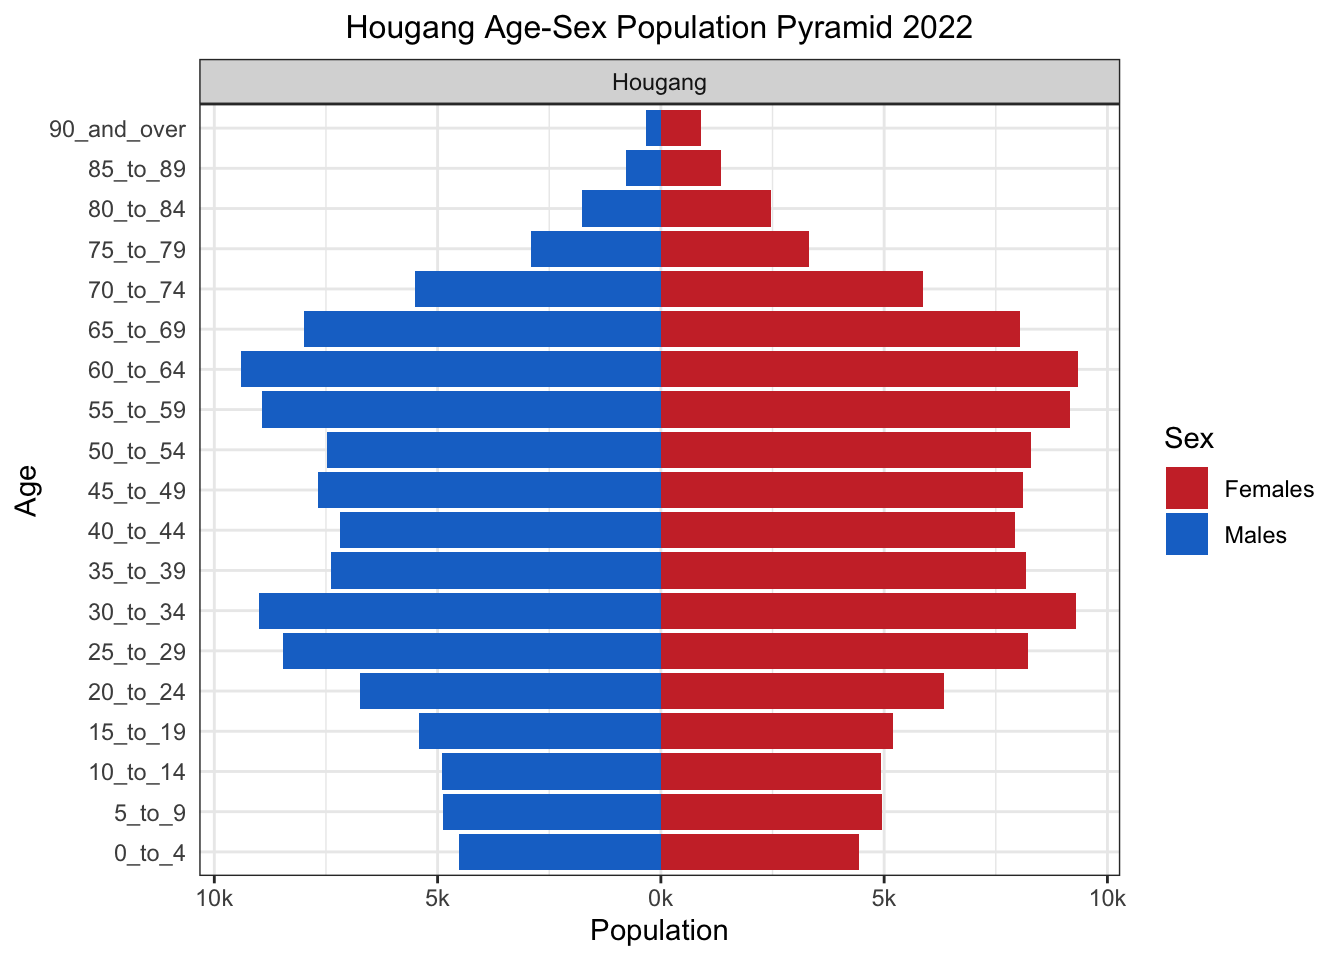 Hougang Age-Sex Population Pyramid 2022
Hougang
90_and_over
85_to_89
80_to_84
75_to_79
70_to_74
65_to_69
60_to_64
55_to_59
50_to_54
45_to_49
40_to_44
35_to_39
30_to_34
25_to_29
20_to_24
15_to_19
10_to_14
5_to_9
0_to_4
Age
10k 5k 0k 5k 10k
Population
Sex
Females
Males